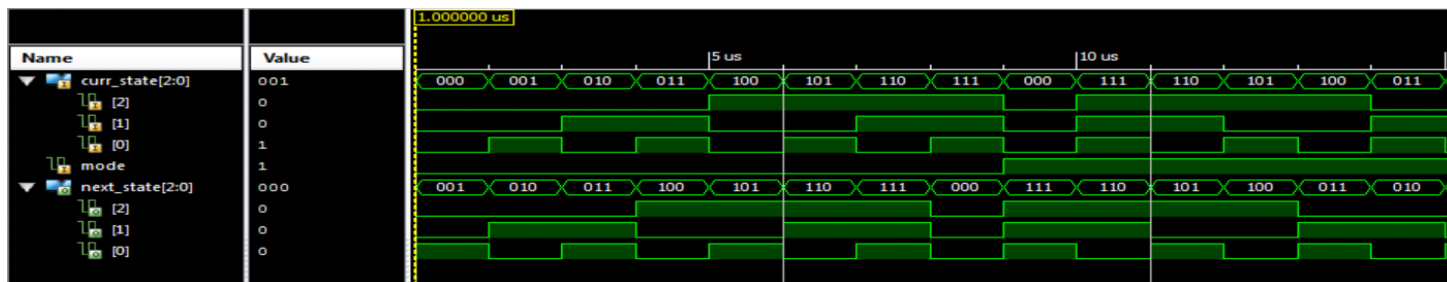 1.000000 us
Name Value
5 us 10 us
curr_state[2:0] 001 000 001 010 011 100 101 110 111 000 111 110 101 100 011
[2] 0
[1] 0
[0] 1
mode 1
next_state[2:0] 000 001 010 011 100 101 110 111 000 111 110 101 100 011 010
[2] 0
[1] 0
[0] 0